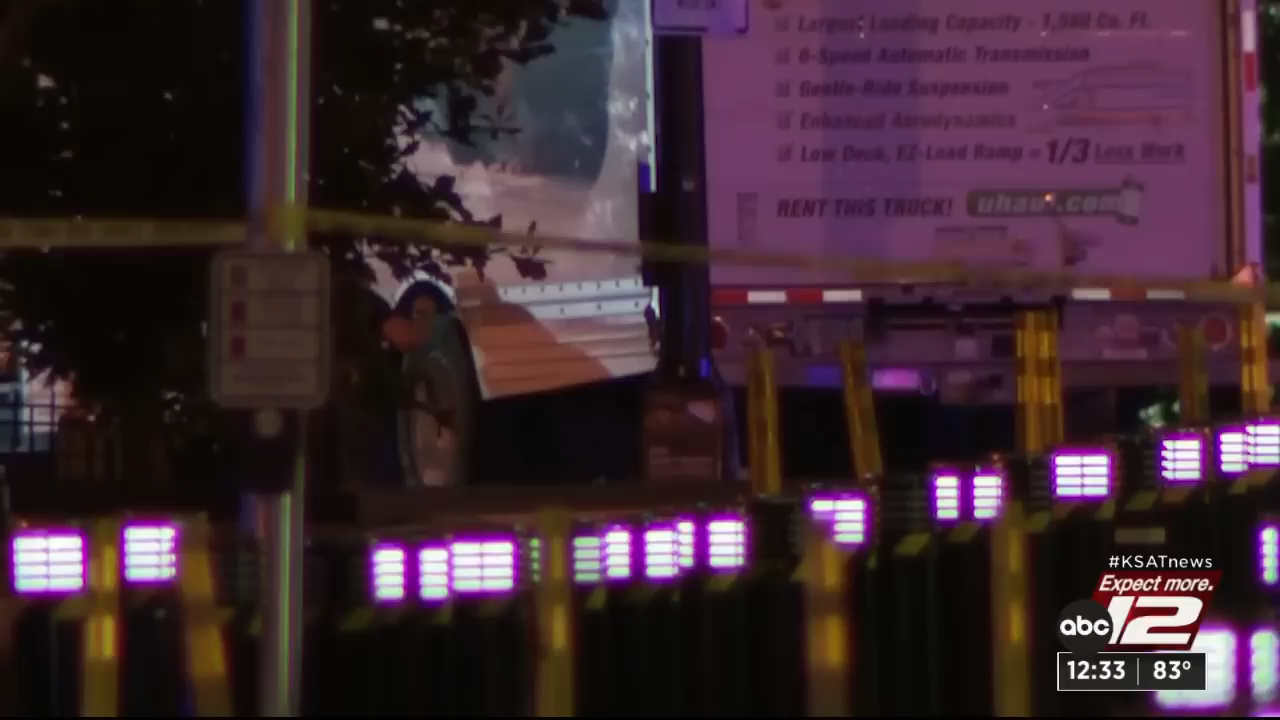 Largest Loading Capacity - 1,500 Cu. Ft.
6-Speed Automatic Transmission
Gentle-Ride Suspension
Enhanced Aerodynamics
Low Deck, EZ-Load Ramp = 1/3 Less Work
RENT THIS TRUCK! uhaul.com
#KSATnews
Expect more.
abc 12
12:33 83°